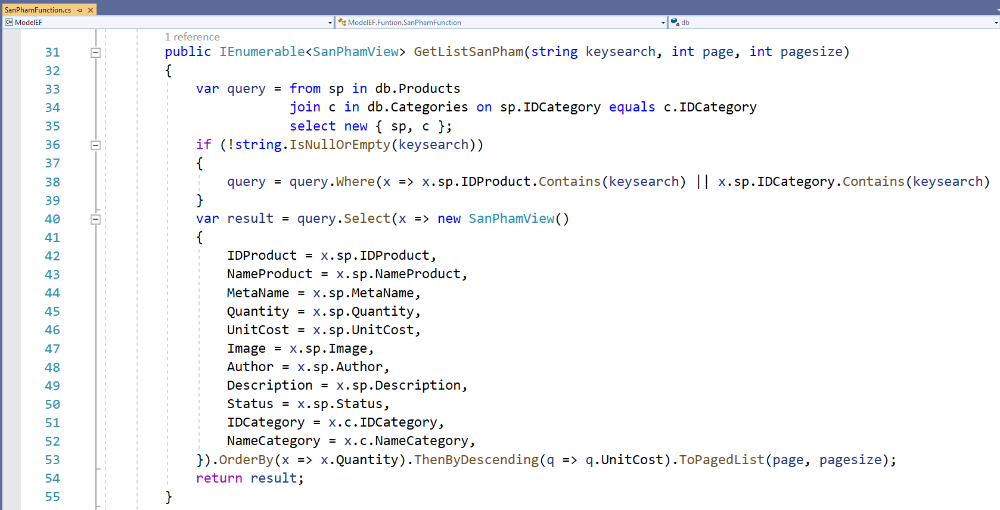 SanPhamFunction.cs
C# ModelEF
ModelEF.Funtion.SanPhamFunction
db
1 reference
31 public IEnumerable<SanPhamView> GetListSanPham(string keysearch, int page, int pagesize)
32 {
33 var query = from sp in db.Products
34 join c in db.Categories on sp.IDCategory equals c.IDCategory
35 select new { sp, c };
36 if (!string.IsNullOrEmpty(keysearch))
37 {
38 query = query.Where(x => x.sp.IDProduct.Contains(keysearch) || x.sp.IDCategory.Contains(keysearch)
39 }
40 var result = query.Select(x => new SanPhamView()
41 {
42 IDProduct = x.sp.IDProduct,
43 NameProduct = x.sp.NameProduct,
44 MetaName = x.sp.MetaName,
45 Quantity = x.sp.Quantity,
46 UnitCost = x.sp.UnitCost,
47 Image = x.sp.Image,
48 Author = x.sp.Author,
49 Description = x.sp.Description,
50 Status = x.sp.Status,
51 IDCategory = x.c.IDCategory,
52 NameCategory = x.c.NameCategory,
53 }).OrderBy(x => x.Quantity).ThenByDescending(q => q.UnitCost).ToPagedList(page, pagesize);
54 return result;
55 }